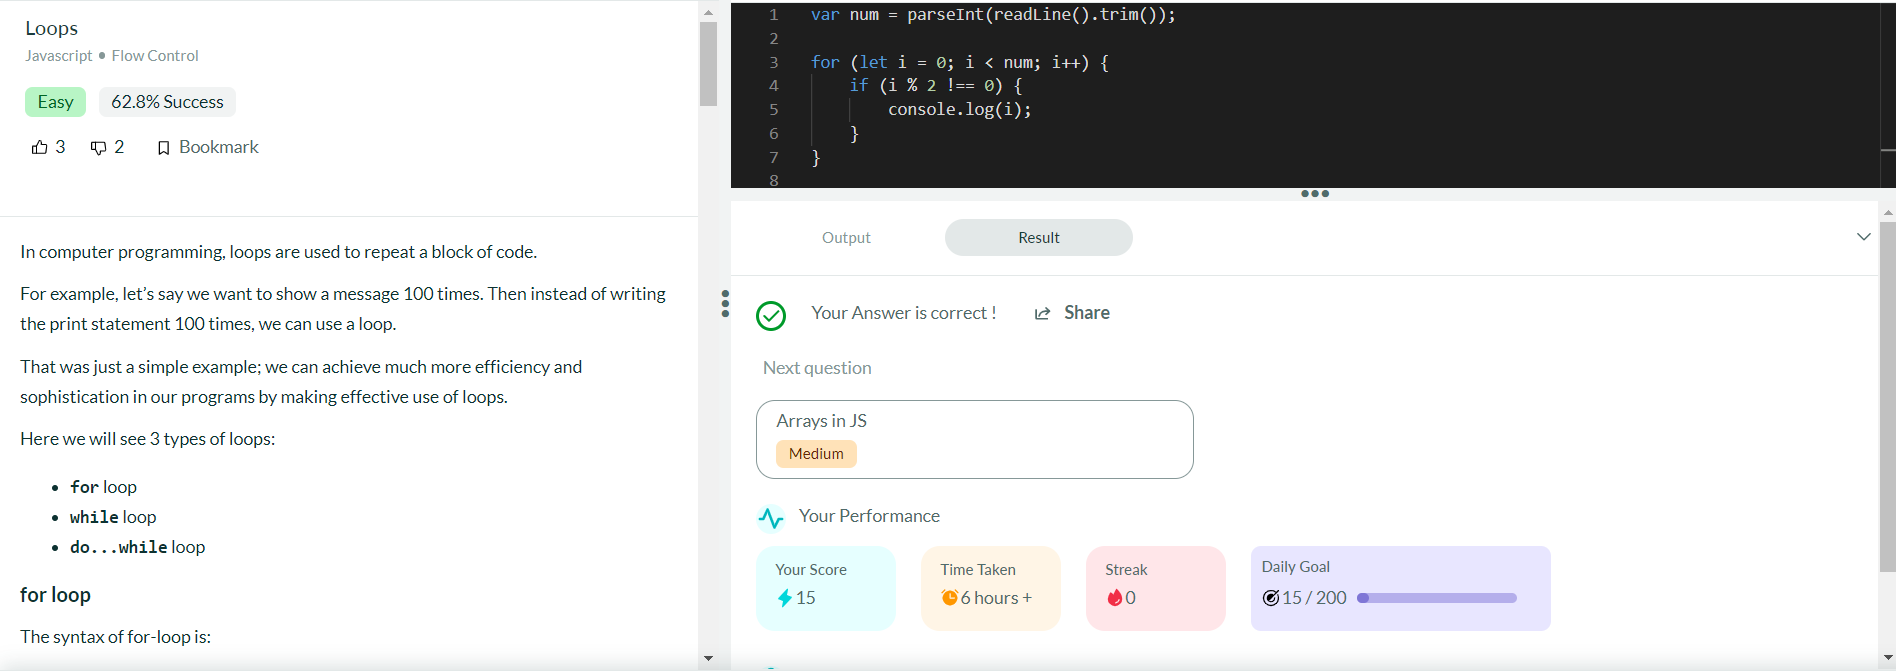 Loops
Javascript • Flow Control
Easy
62.8% Success
3
2
Bookmark
In computer programming, loops are used to repeat a block of code.
For example, let’s say we want to show a message 100 times. Then instead of writing
the print statement 100 times, we can use a loop.
That was just a simple example; we can achieve much more efficiency and
sophistication in our programs by making effective use of loops.
Here we will see 3 types of loops:
• for loop
• while loop
• do...while loop
for loop
The syntax of for-loop is:
1 var num = parseInt(readLine().trim());
2
3 for (let i = 0; i < num; i++) {
4     if (i % 2 !== 0) {
5         console.log(i);
6     }
7 }
8
Output
Result
Your Answer is correct !
Share
Next question
Arrays in JS
Medium
Your Performance
Your Score
15
Time Taken
6 hours +
Streak
0
Daily Goal
15 / 200